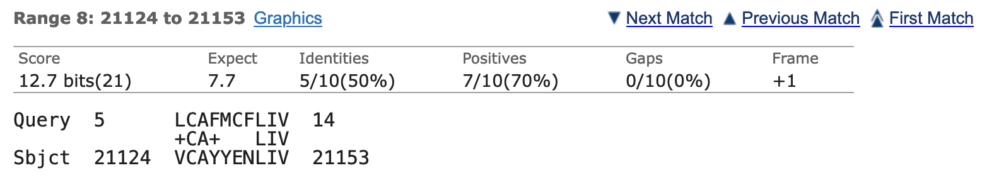 Range 8: 21124 to 21153 Graphics Next Match Previous Match First Match
Score Expect Identities Positives Gaps Frame
12.7 bits(21) 7.7 5/10(50%) 7/10(70%) 0/10(0%) +1
Query 5 LCAFMCFLIV 14
+CA+ LIV
Sbjct 21124 VCAYYENLIV 21153